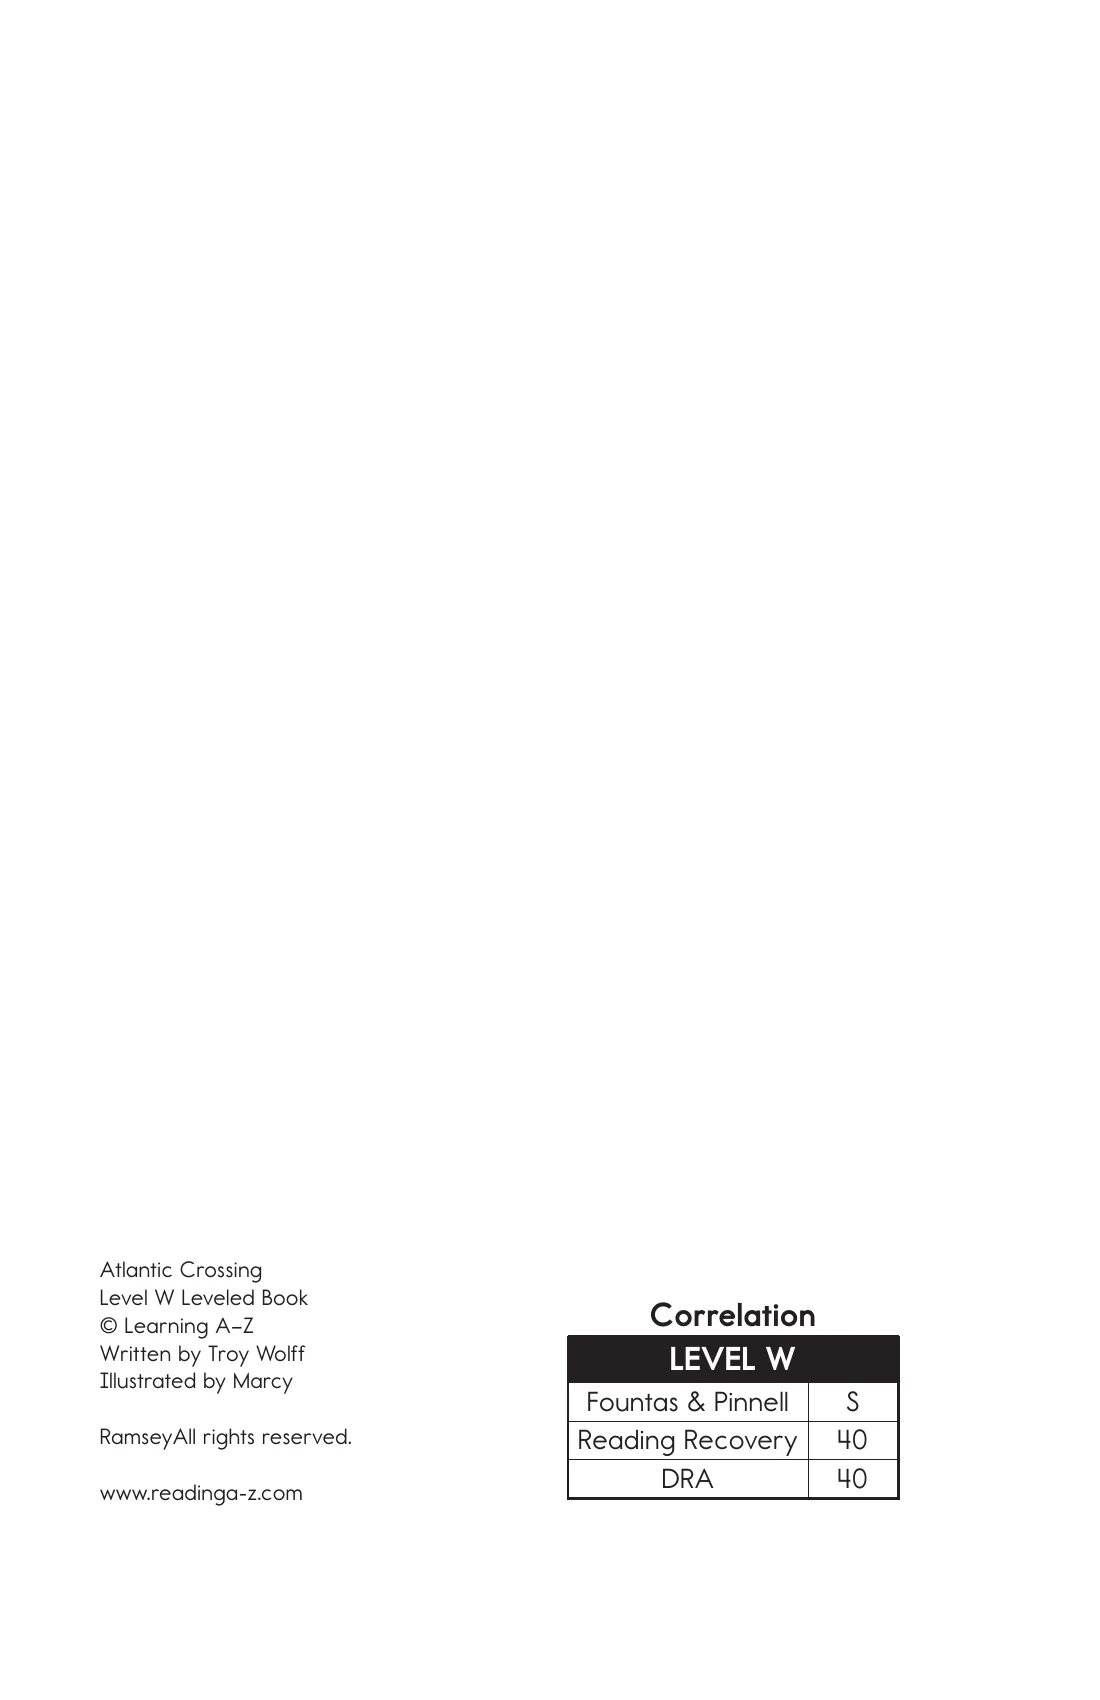 Atlantic Crossing
Level W Leveled Book
© Learning A–Z
Written by Troy Wolff
Illustrated by Marcy
RamseyAll rights reserved.
www.readinga-z.com
Correlation
LEVEL W
Fountas & Pinnell S
Reading Recovery 40
DRA 40